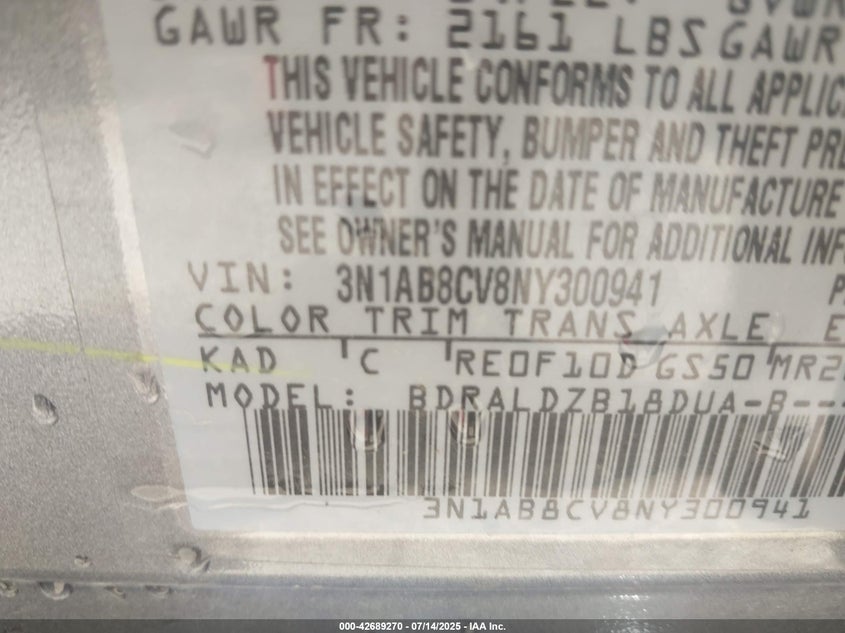 GAWR FR: 2161 LBS GAWR
THIS VEHICLE CONFORMS TO ALL APPLIC
VEHICLE SAFETY, BUMPER AND THEFT PRE
IN EFFECT ON THE DATE OF MANUFACTURE
SEE OWNER'S MANUAL FOR ADDITIONAL INF
VIN: 3N1AB8CV8NY300941
COLOR TRIM TRANS AXLE E
KAD C RE0F10D GS50 MR2
MODEL: BDRALDZB18DUA-B--
3N1AB8CV8NY300941
000-42689270 - 07/14/2025 - IAA Inc.